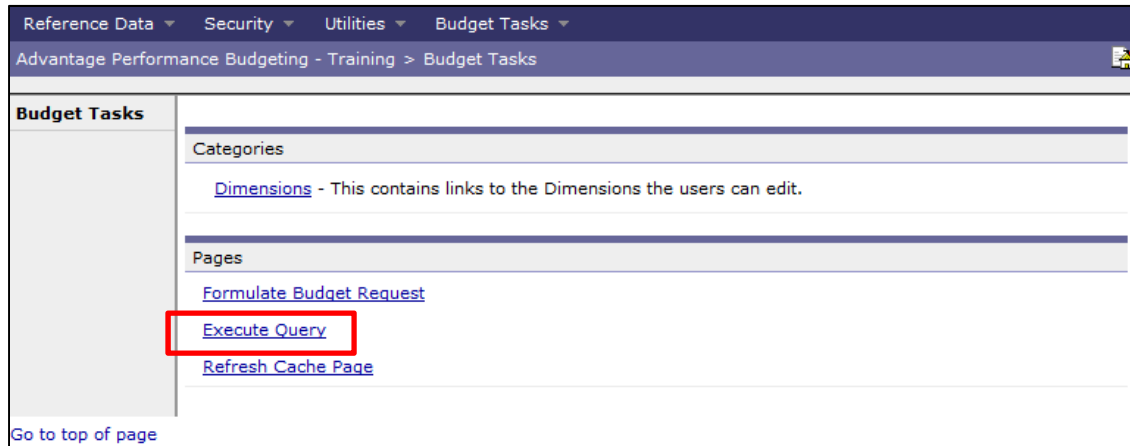 Reference Data Security Utilities Budget Tasks
Advantage Performance Budgeting - Training > Budget Tasks
Budget Tasks
Categories
Dimensions - This contains links to the Dimensions the users can edit.
Pages
Formulate Budget Request
Execute Query
Refresh Cache Page
Go to top of page